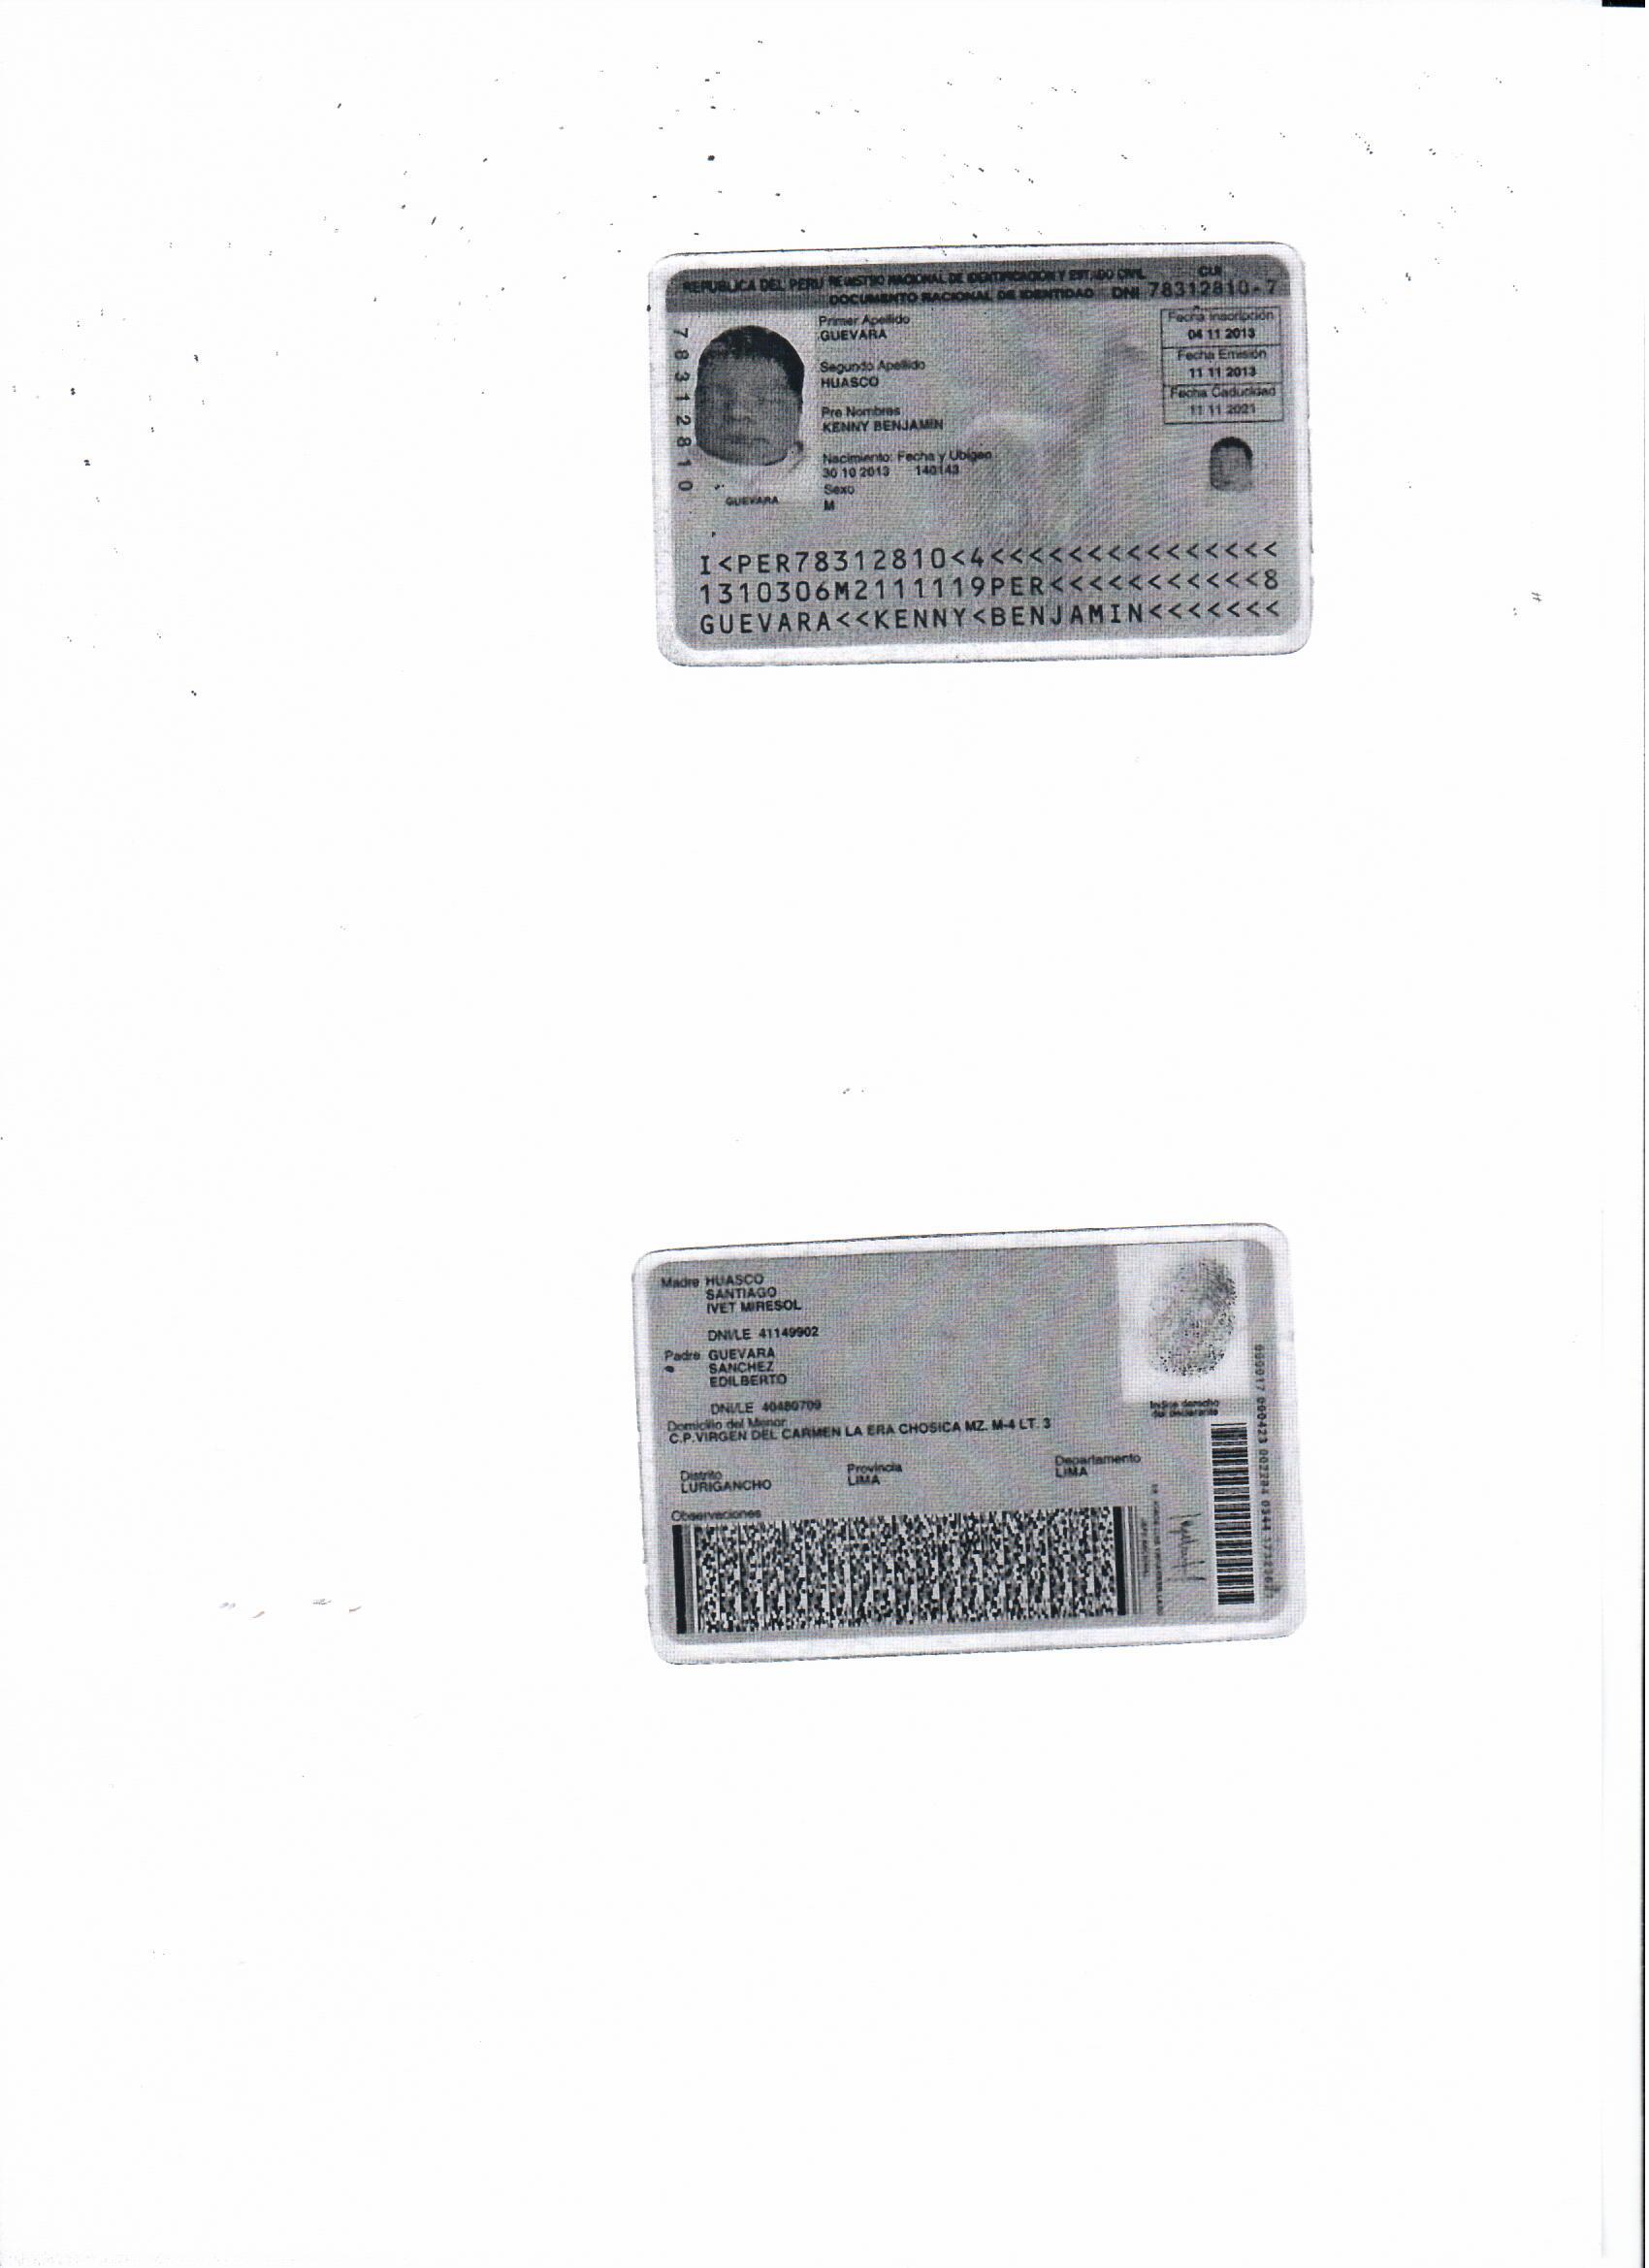 REPUBLICA DEL PERU REGISTRO NACIONAL DE IDENTIFICACION Y ESTADO CIVIL CUI
DOCUMENTO NACIONAL DE IDENTIDAD DNI 78312810-7
78312810
Primer Apellido
GUEVARA
Segundo Apellido
HUASCO
Pre Nombres
KENNY BENJAMIN
Nacimiento: Fecha y Ubigeo
30 10 2013 140143
Sexo
M
GUEVARA
Fecha Inscripción
04 11 2013
Fecha Emisión
11 11 2013
Fecha Caducidad
11 11 2021
I<PER78312810<4<<<<<<<<<<<<<<<
1310306M2111119PER<<<<<<<<<<<8
GUEVARA<<KENNY<BENJAMIN<<<<<<<
Madre HUASCO
SANTIAGO
IVET MIRESOL
DNI/LE 41149902
Padre GUEVARA
SANCHEZ
EDILBERTO
DNI/LE 40480709
Domicilio del Menor
C.P.VIRGEN DEL CARMEN LA ERA CHOSICA MZ. M-4 LT. 3
Distrito
LURIGANCHO
Provincia
LIMA
Departamento
LIMA
Observaciones
Indice derecho
del declarante